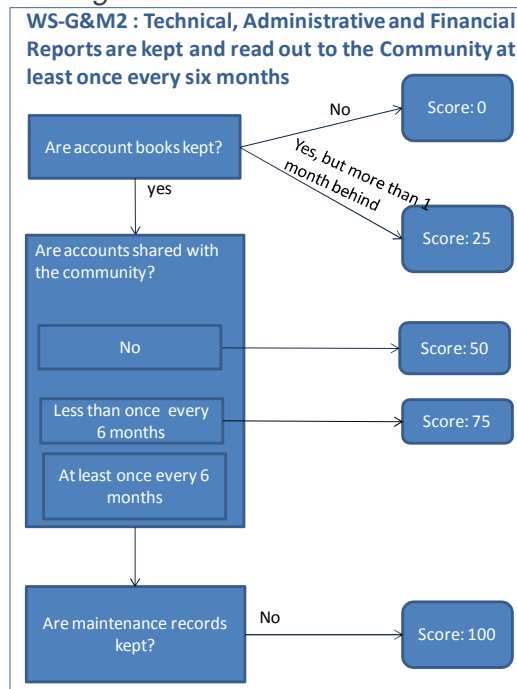 WS-G&M2 : Technical, Administrative and Financial
Reports are kept and read out to the Community at
least once every six months
No
Score: 0
Are account books kept?
Yes, but more than 1
month behind
yes
Score: 25
Are accounts shared with
the community?
No
Score: 50
Less than once every
6 months
Score: 75
At least once every 6
months
Are maintenance records
kept?
No
Score: 100